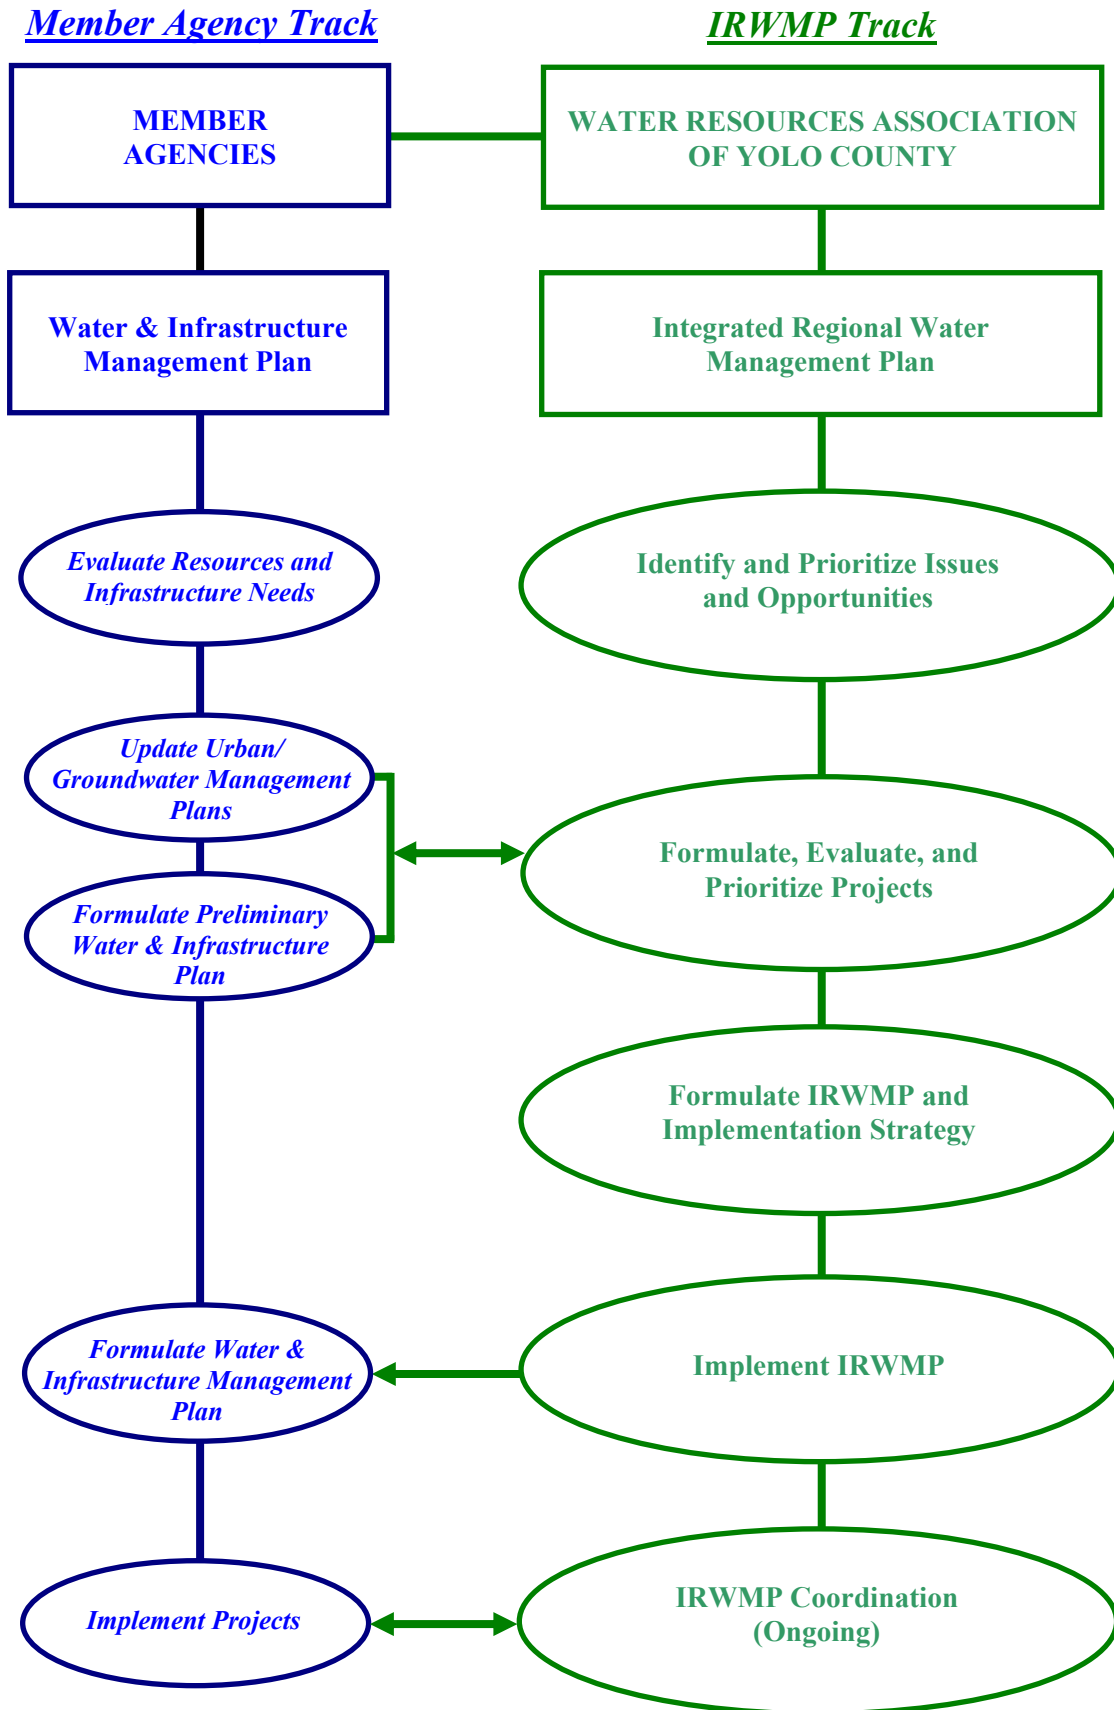 Member Agency Track
IRWMP Track
MEMBER
AGENCIES
WATER RESOURCES ASSOCIATION
OF YOLO COUNTY
Water & Infrastructure
Management Plan
Integrated Regional Water
Management Plan
Evaluate Resources and
Infrastructure Needs
Identify and Prioritize Issues
and Opportunities
Update Urban/
Groundwater Management
Plans
Formulate, Evaluate, and
Prioritize Projects
Formulate Preliminary
Water & Infrastructure
Plan
Formulate IRWMP and
Implementation Strategy
Formulate Water &
Infrastructure Management
Plan
Implement IRWMP
Implement Projects
IRWMP Coordination
(Ongoing)